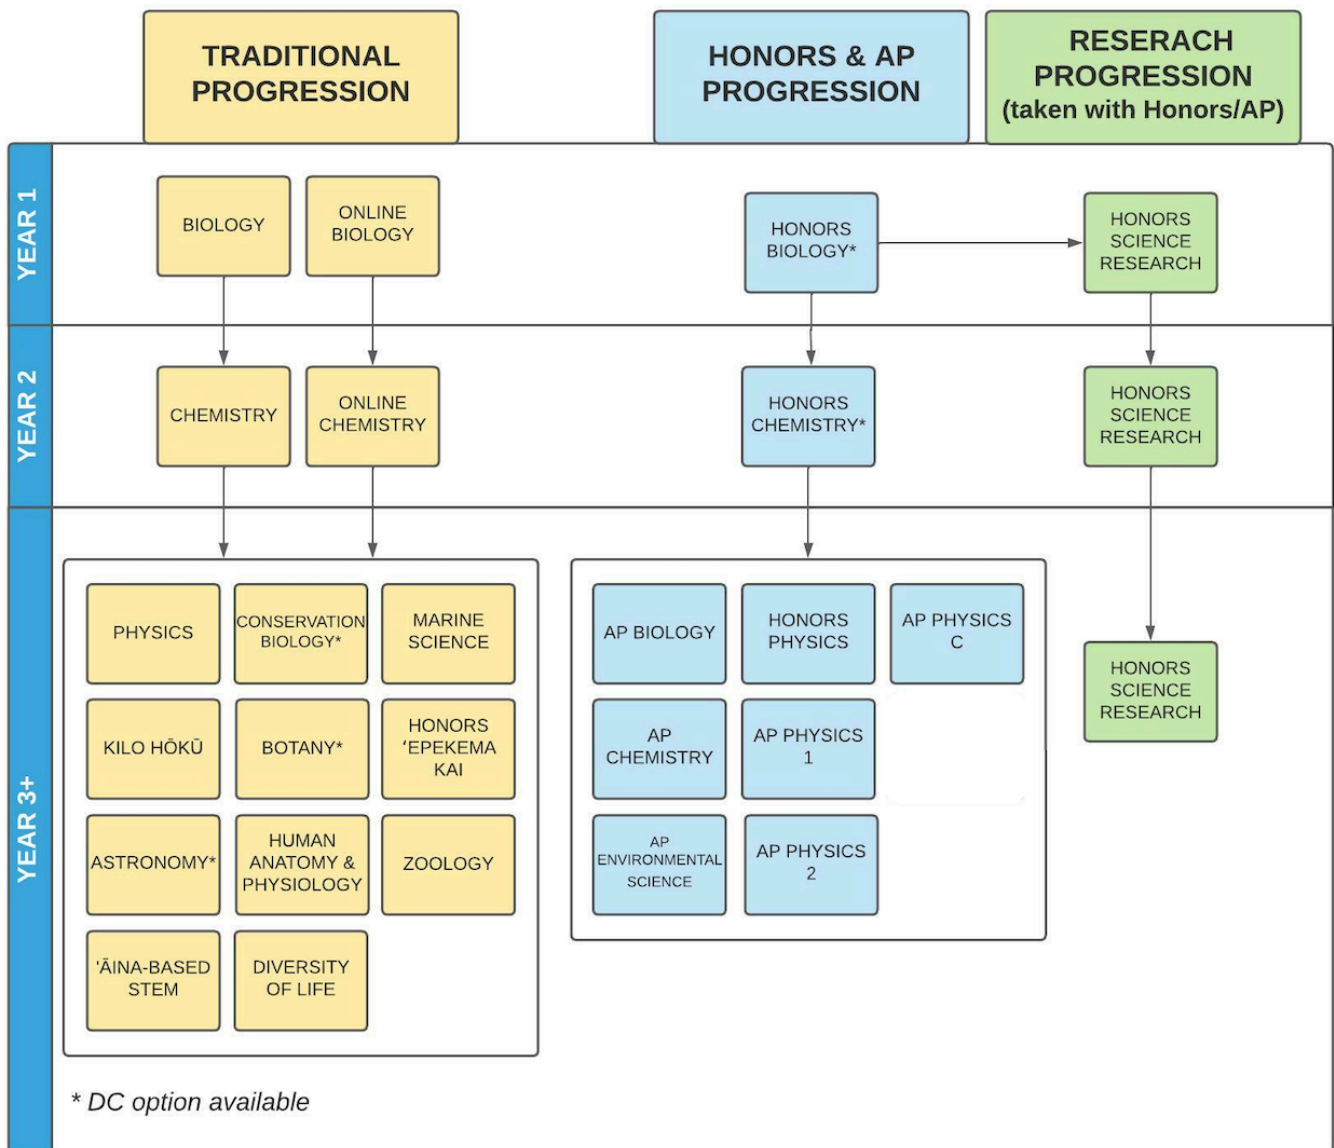 TRADITIONAL
PROGRESSION
HONORS & AP
PROGRESSION
RESERACH
PROGRESSION
(taken with Honors/AP)
YEAR 1
BIOLOGY
ONLINE
BIOLOGY
HONORS
BIOLOGY*
HONORS
SCIENCE
RESEARCH
YEAR 2
CHEMISTRY
ONLINE
CHEMISTRY
HONORS
CHEMISTRY*
HONORS
SCIENCE
RESEARCH
YEAR 3+
PHYSICS
CONSERVATION
BIOLOGY*
MARINE
SCIENCE
KILO HŌKŪ
BOTANY*
HONORS
ʻEPEKEMA
KAI
ASTRONOMY*
HUMAN
ANATOMY &
PHYSIOLOGY
ZOOLOGY
'ĀINA-BASED
STEM
DIVERSITY
OF LIFE
AP BIOLOGY
HONORS
PHYSICS
AP PHYSICS
C
AP
CHEMISTRY
AP PHYSICS
1
AP
ENVIRONMENTAL
SCIENCE
AP PHYSICS
2
HONORS
SCIENCE
RESEARCH
* DC option available